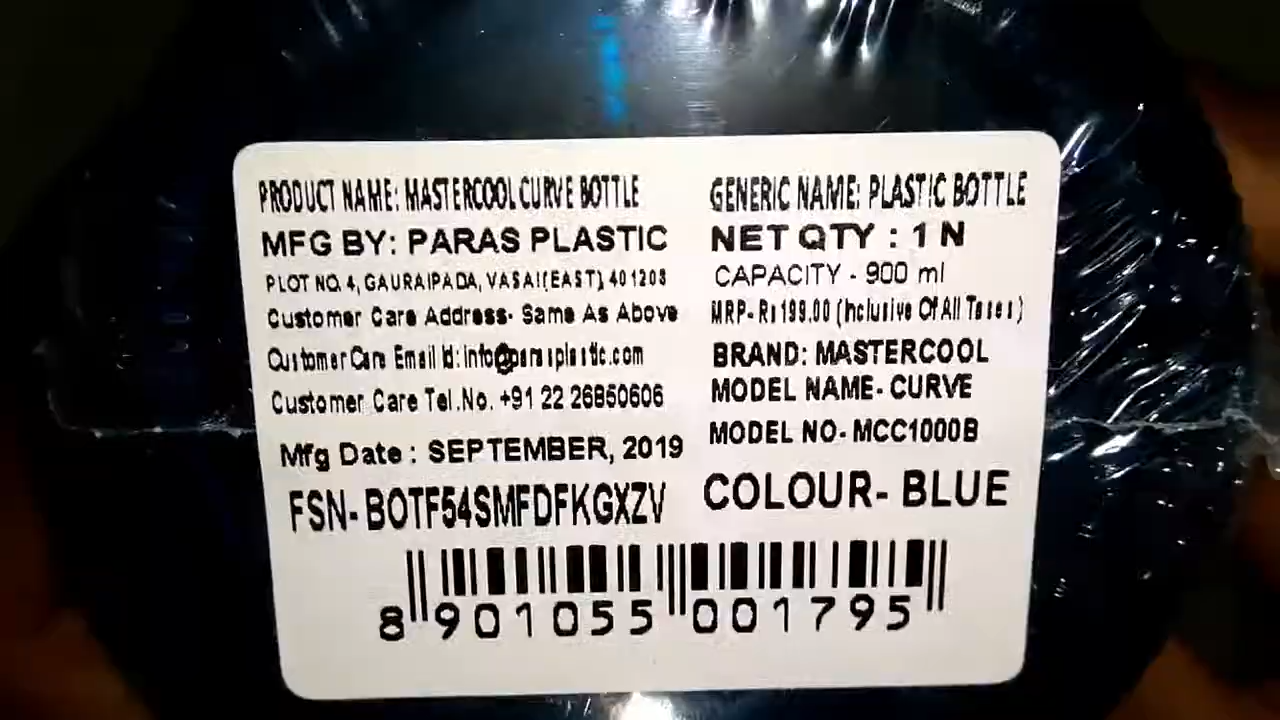 PRODUCT NAME: MASTERCOOL CURVE BOTTLE
MFG BY: PARAS PLASTIC
PLOT NO. 4, GAURAIPADA, VASAI(EAST), 401208
Customer Care Address- Same As Above
Customer Care Email Id: info@parasplastic.com
Customer Care Tel.No. +91 22 26850606
Mfg Date : SEPTEMBER, 2019
FSN- BOTF54SMFDFKGXZV
GENERIC NAME: PLASTIC BOTTLE
NET QTY : 1 N
CAPACITY - 900 ml
MRP- Rs 199.00 (Inclusive Of All Taxes)
BRAND: MASTERCOOL
MODEL NAME- CURVE
MODEL NO- MCC1000B
COLOUR- BLUE
8 901055 001795